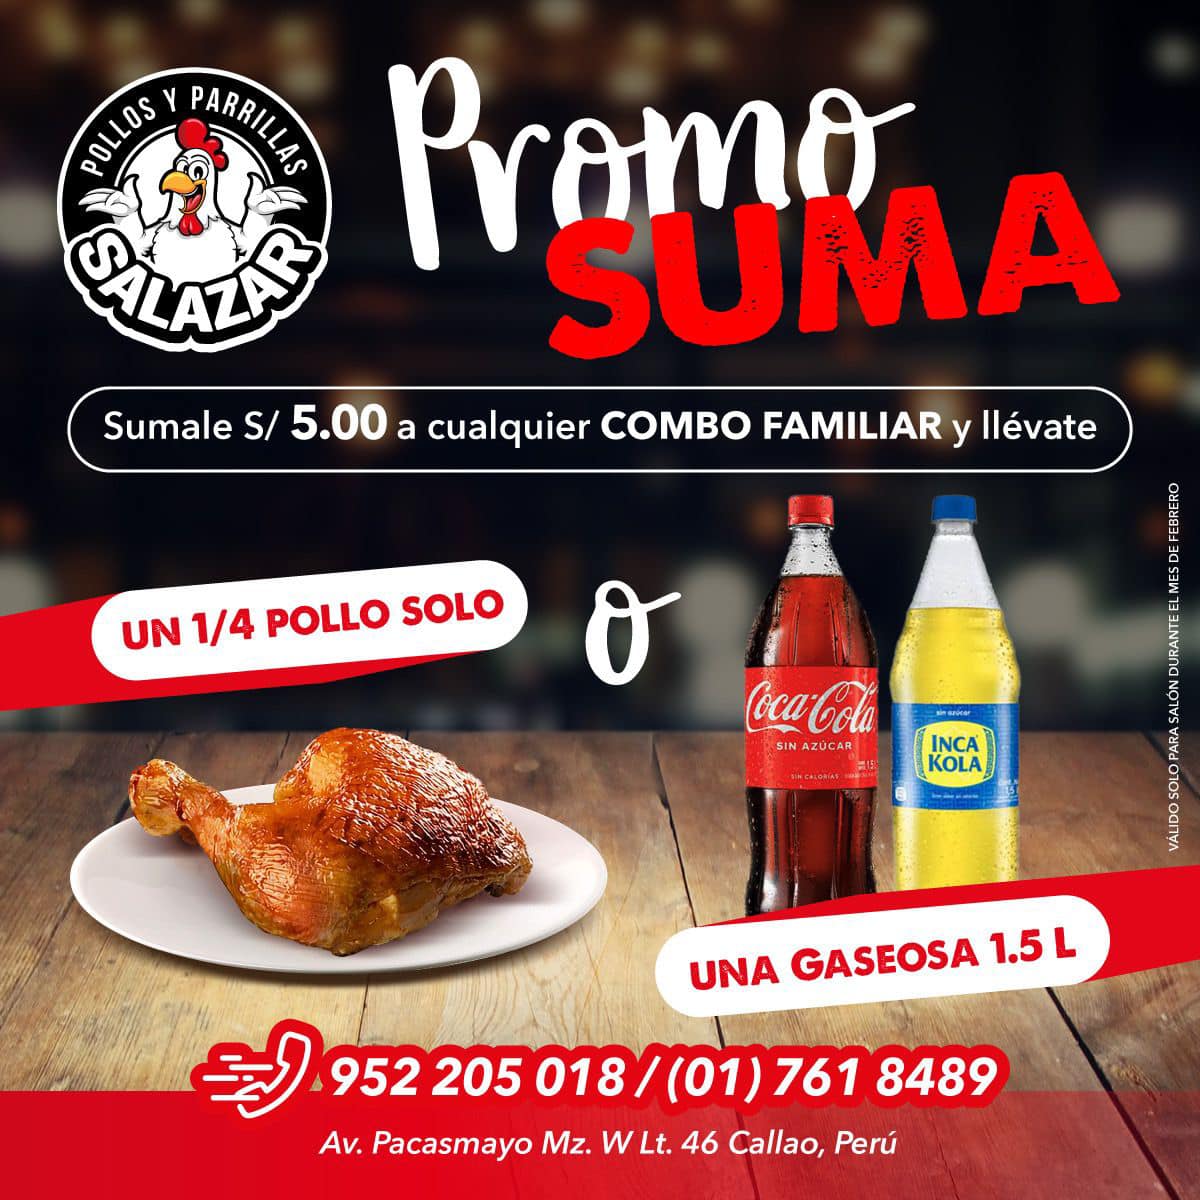 POLLOS Y PARRILLAS
SALAZAR
Promo
SUMA
Sumale S/ 5.00 a cualquier COMBO FAMILIAR y llévate
UN 1/4 POLLO SOLO
o
Coca-Cola
SIN AZÚCAR
SIN CALORÍAS
sin azúcar
INCA
KOLA
UNA GASEOSA 1.5 L
VÁLIDO SOLO PARA SALÓN DURANTE EL MES DE FEBRERO
952 205 018 / (01) 761 8489
Av. Pacasmayo Mz. W Lt. 46 Callao, Perú